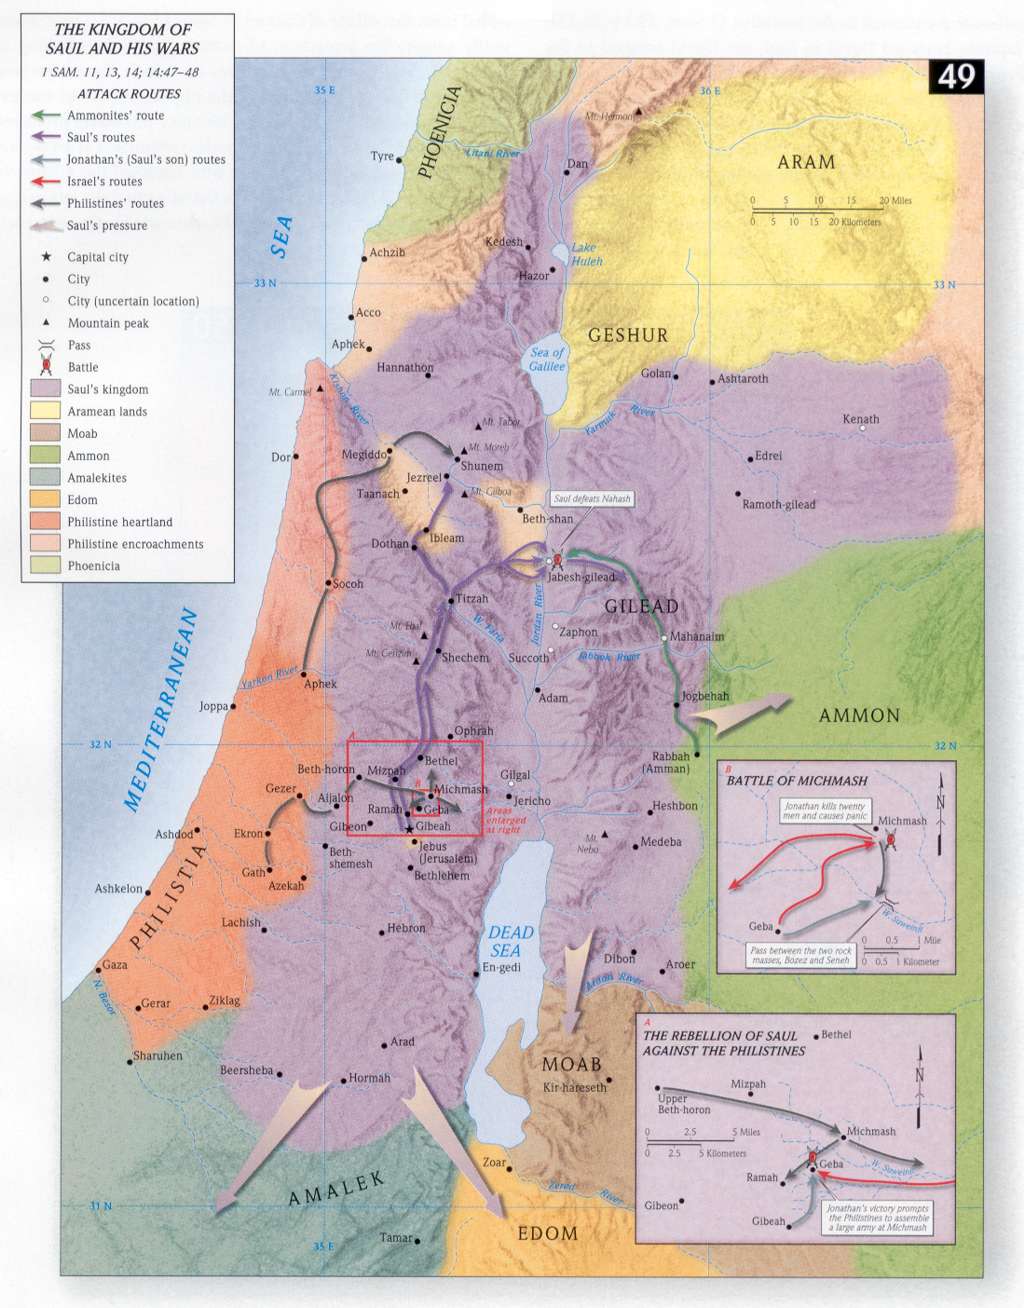 THE KINGDOM OF
SAUL AND HIS WARS
1 SAM. 11, 13, 14; 14:47–48
ATTACK ROUTES
Ammonites' route
Saul's routes
Jonathan's (Saul's son) routes
Israel's routes
Philistines' routes
Saul's pressure
Capital city
City
City (uncertain location)
Mountain peak
Pass
Battle
Saul's kingdom
Aramean lands
Moab
Ammon
Amalekites
Edom
Philistine heartland
Philistine encroachments
Phoenicia
49
35 E
36 E
PHOENICIA
Mt. Hermon
Tyre
Litani River
Dan
ARAM
0 5 10 15 20 Miles
0 5 10 15 20 Kilometers
SEA
Achzib
Kedesh
Lake
Huleh
Hazor
33 N
33 N
Acco
GESHUR
Aphek
Sea of
Galilee
Hannathon
Golan
Ashtaroth
Mt. Carmel
Kishon River
Yarmuk River
Kenath
Mt. Tabor
Mt. Moreh
Dor
Megiddo
Shunem
Edrei
Jezreel
Taanach
Mt. Gilboa
Saul defeats Nahash
Ramoth-gilead
Beth-shan
Ibleam
Dothan
Jabesh-gilead
Socoh
Tirzah
Jordan River
GILEAD
W. Faria
Mt. Ebal
Zaphon
Mahanaim
Mt. Gerizim
Shechem
Succoth
Jabbok River
Yarkon River
Aphek
Adam
Jogbehah
Joppa
MEDITERRANEAN
AMMON
Ophrah
32 N
A
32 N
Rabbah
(Amman)
Bethel
Beth-horon
Mizpah
Gilgal
Gezer
B
Michmash
Aijalon
Jericho
Ramah
Geba
Areas
enlarged
at right
Heshbon
Gibeon
Gibeah
Ashdod
Ekron
Mt.
Nebo
Medeba
Jebus
(Jerusalem)
Beth-
shemesh
Gath
Bethlehem
Azekah
Ashkelon
PHILISTIA
Lachish
Hebron
DEAD
SEA
Dibon
Gaza
En-gedi
Aroer
Arnon River
N. Besor
Gerar
Ziklag
Arad
MOAB
Sharuhen
Beersheba
Hormah
Kir-hareseth
Zoar
AMALEK
Zered River
31 N
EDOM
Tamar
35 E
B
BATTLE OF MICHMASH
N
Jonathan kills twenty
men and causes panic
Michmash
Geba
W. Suweinit
Pass between the two rock
masses, Bozez and Seneh
0 0.5 1 Mile
0 0.5 1 Kilometer
A
THE REBELLION OF SAUL
AGAINST THE PHILISTINES
Bethel
N
Mizpah
Upper
Beth-horon
0 2.5 5 Miles
0 2.5 5 Kilometers
Michmash
Geba
W. Suweinit
Ramah
Gibeon
Gibeah
Jonathan's victory prompts
the Philistines to assemble
a large army at Michmash